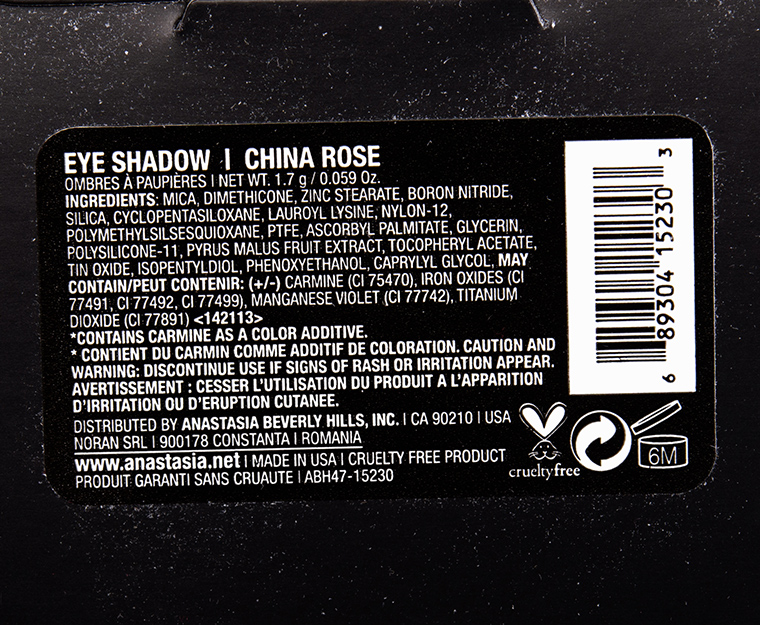 EYE SHADOW | CHINA ROSE
OMBRES À PAUPIÈRES | NET WT. 1.7 g / 0.059 Oz.
INGREDIENTS: MICA, DIMETHICONE, ZINC STEARATE, BORON NITRIDE,
SILICA, CYCLOPENTASILOXANE, LAUROYL LYSINE, NYLON-12,
POLYMETHYLSILSESQUIOXANE, PTFE, ASCORBYL PALMITATE, GLYCERIN,
POLYSILICONE-11, PYRUS MALUS FRUIT EXTRACT, TOCOPHERYL ACETATE,
TIN OXIDE, ISOPENTYLDIOL, PHENOXYETHANOL, CAPRYLYL GLYCOL, MAY
CONTAIN/PEUT CONTENIR: (+/-) CARMINE (CI 75470), IRON OXIDES (CI
77491, CI 77492, CI 77499), MANGANESE VIOLET (CI 77742), TITANIUM
DIOXIDE (CI 77891) <142113>
*CONTAINS CARMINE AS A COLOR ADDITIVE.
* CONTIENT DU CARMIN COMME ADDITIF DE COLORATION. CAUTION AND
WARNING: DISCONTINUE USE IF SIGNS OF RASH OR IRRITATION APPEAR.
AVERTISSEMENT : CESSER L'UTILISATION DU PRODUIT A L'APPARITION
D'IRRITATION OU D'ERUPTION CUTANEE.
DISTRIBUTED BY ANASTASIA BEVERLY HILLS, INC. | CA 90210 | USA
NORAN SRL | 900178 CONSTANTA | ROMANIA
www.anastasia.net | MADE IN USA | CRUELTY FREE PRODUCT
PRODUIT GARANTI SANS CRUAUTE | ABH47-15230
6 89304 15230 3
crueltyfree
6M